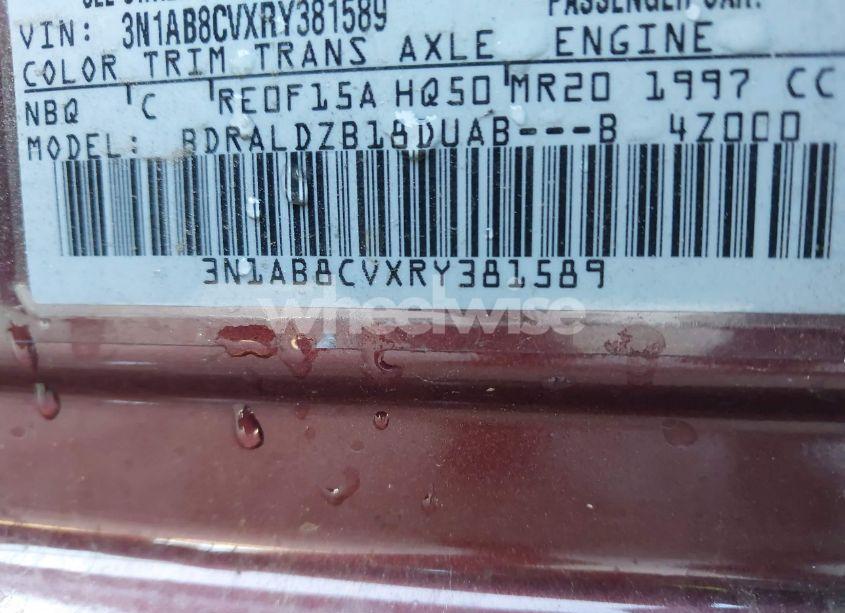 PASSENGER CAR.
VIN: 3N1AB8CVXRY381589
COLOR TRIM TRANS AXLE ENGINE
NBQ C RE0F15A HQ50 MR20 1997 CC
MODEL: BDRALDZB18DUAB---B 4Z000
3N1AB8CVXRY381589
wheelwise